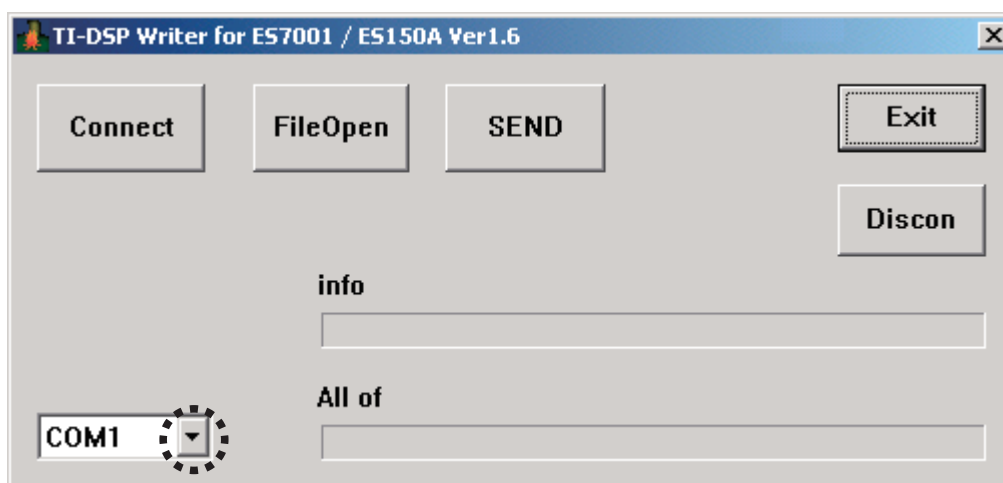 TI-DSP Writer for ES7001 / ES150A Ver1.6
Connect FileOpen SEND Exit
Discon
info
All of
COM1